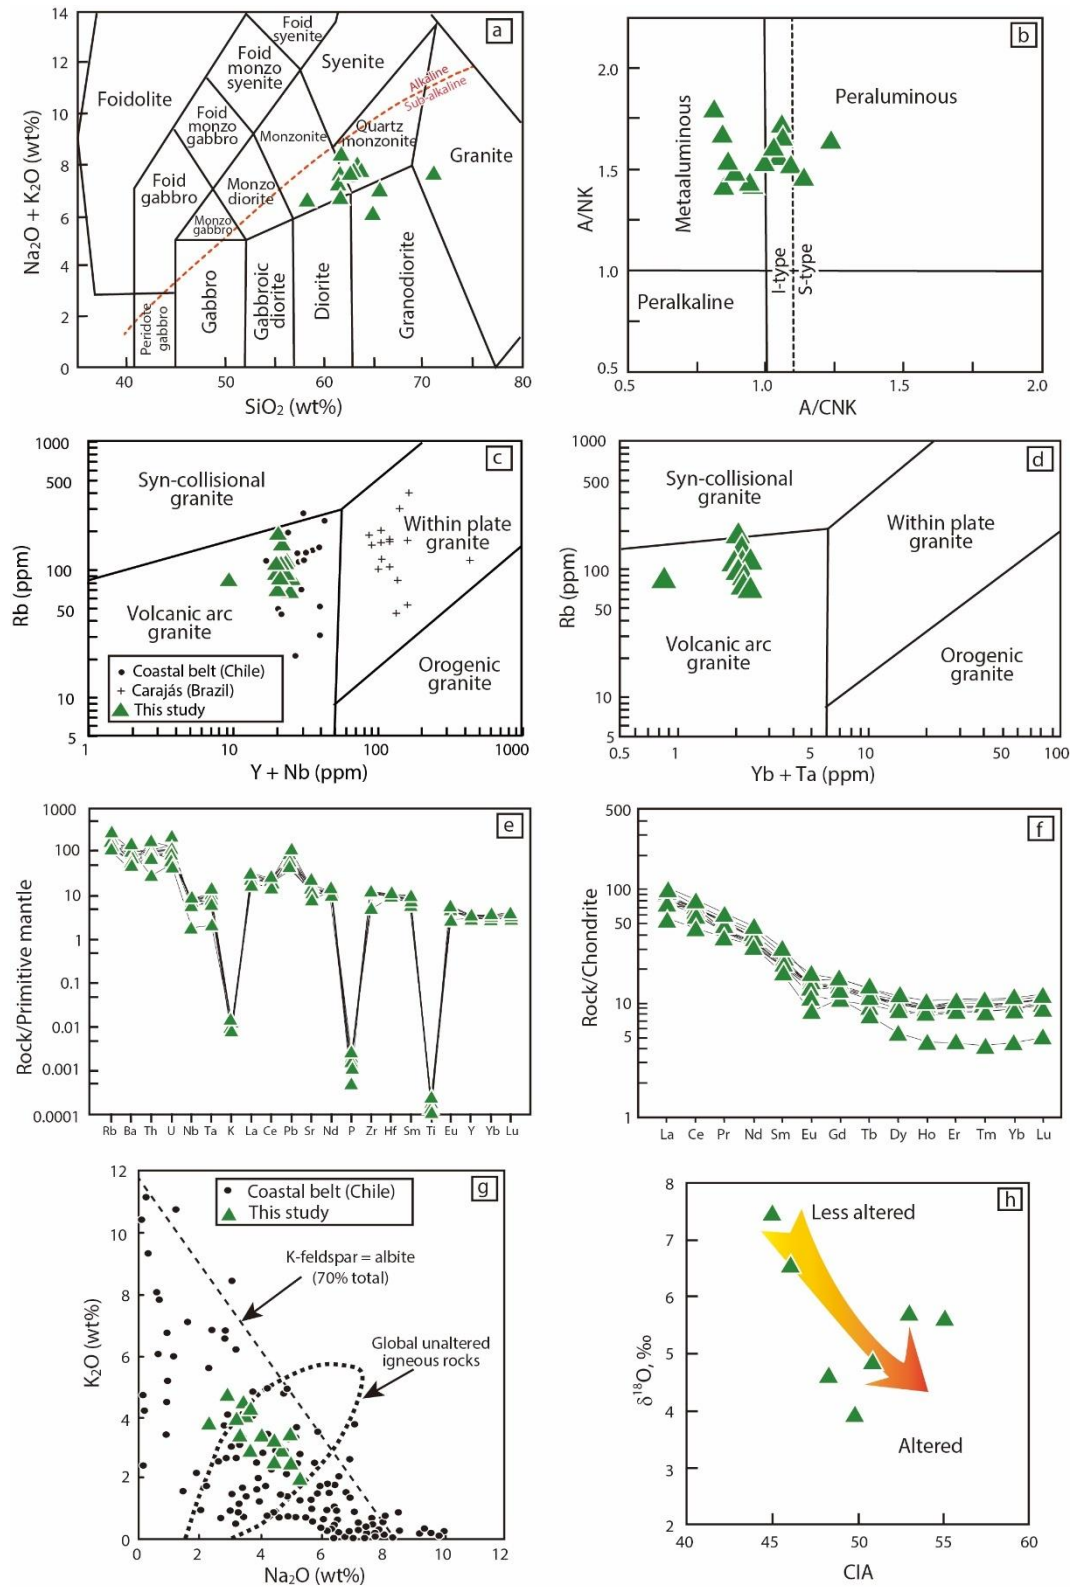 a
14
12
10
8
6
4
2
0
Na₂O + K₂O (wt%)
Foidolite
Foid
syenite
Foid
monzo
syenite
Syenite
Foid
monzo
gabbro
Monzonite
Alkaline
Sub-alkaline
Quartz
monzonite
Granite
Foid
gabbro
Monzo
diorite
Monzo
gabbro
Peridote
gabbro
Gabbro
Gabbroic
diorite
Diorite
Granodiorite
40
50
60
70
80
SiO₂ (wt%)
b
2.0
1.5
1.0
0.5
A/NK
Metaaluminous
Peraluminous
Peralkaline
I-type
S-type
0.5
1.0
1.5
2.0
A/CNK
c
1000
500
100
50
10
5
Rb (ppm)
Syn-collisional
granite
Within plate
granite
Volcanic arc
granite
Orogenic
granite
Coastal belt (Chile)
+ Carajás (Brazil)
This study
1
10
100
1000
Y + Nb (ppm)
d
1000
500
100
50
10
5
Rb (ppm)
Syn-collisional
granite
Within plate
granite
Volcanic arc
granite
Orogenic
granite
0.5
1
5
10
50
100
Yb + Ta (ppm)
e
1000
100
10
1
0.1
0.01
0.001
0.0001
Rock/Primitive mantle
Rb Ba Th U Nb Ta K La Ce Pb Sr Nd P Zr Hf Sm Ti Eu Y Yb Lu
f
500
100
50
10
5
1
Rock/Chondrite
La Ce Pr Nd Sm Eu Gd Tb Dy Ho Er Tm Yb Lu
g
12
10
8
6
4
2
0
K₂O (wt%)
Coastal belt (Chile)
This study
K-feldspar = albite
(70% total)
Global unaltered
igneous rocks
0
2
4
6
8
10
12
Na₂O (wt%)
h
8
7
6
5
4
3
2
δ¹⁸O, ‰
Less altered
Altered
40
45
50
55
60
CIA